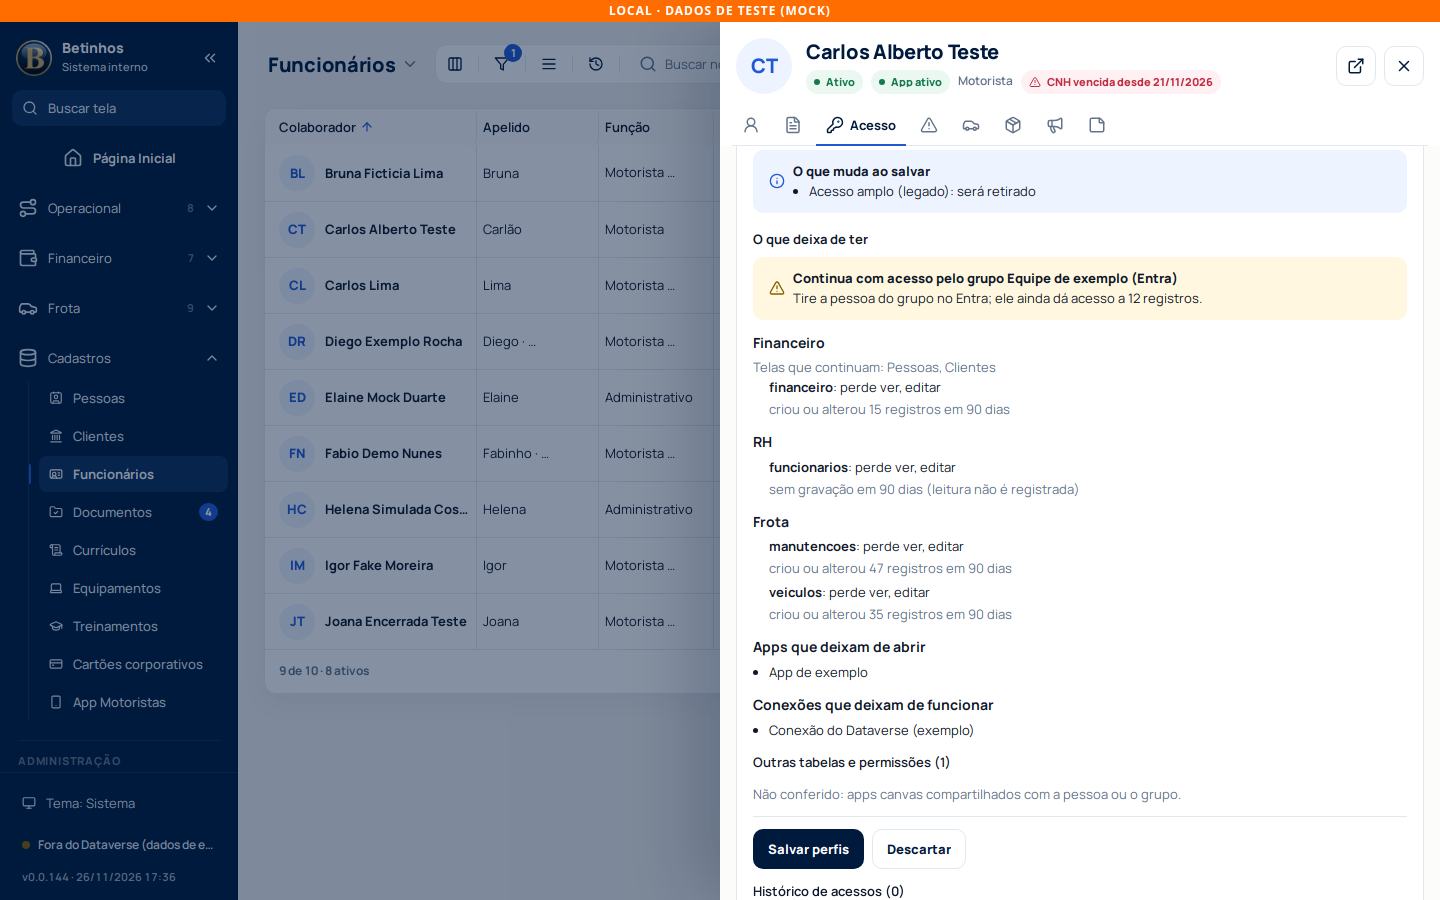 LOCAL · DADOS DE TESTE (MOCK)
Betinhos
Sistema interno
Buscar tela
Página Inicial
Operacional 8
Financeiro 7
Frota 9
Cadastros
Pessoas
Clientes
Funcionários
Documentos 4
Currículos
Equipamentos
Treinamentos
Cartões corporativos
App Motoristas
ADMINISTRAÇÃO
Tema: Sistema
Fora do Dataverse (dados de e...
v0.0.144 · 26/11/2026 17:36
Funcionários
1
Buscar n
Colaborador Apelido Função
BL Bruna Ficticia Lima Bruna Motorista ...
CT Carlos Alberto Teste Carlão Motorista
CL Carlos Lima Lima Motorista ...
DR Diego Exemplo Rocha Diego · ... Motorista ...
ED Elaine Mock Duarte Elaine Administrativo
FN Fabio Demo Nunes Fabinho · ... Motorista ...
HC Helena Simulada Cos... Helena Administrativo
IM Igor Fake Moreira Igor Motorista ...
JT Joana Encerrada Teste Joana Motorista ...
9 de 10 · 8 ativos
CT
Carlos Alberto Teste
Ativo App ativo Motorista CNH vencida desde 21/11/2026
Acesso
O que muda ao salvar
• Acesso amplo (legado): será retirado
O que deixa de ter
Continua com acesso pelo grupo Equipe de exemplo (Entra)
Tire a pessoa do grupo no Entra; ele ainda dá acesso a 12 registros.
Financeiro
Telas que continuam: Pessoas, Clientes
financeiro: perde ver, editar
criou ou alterou 15 registros em 90 dias
RH
funcionarios: perde ver, editar
sem gravação em 90 dias (leitura não é registrada)
Frota
manutencoes: perde ver, editar
criou ou alterou 47 registros em 90 dias
veiculos: perde ver, editar
criou ou alterou 35 registros em 90 dias
Apps que deixam de abrir
• App de exemplo
Conexões que deixam de funcionar
• Conexão do Dataverse (exemplo)
Outras tabelas e permissões (1)
Não conferido: apps canvas compartilhados com a pessoa ou o grupo.
Salvar perfis Descartar
Histórico de acessos (0)